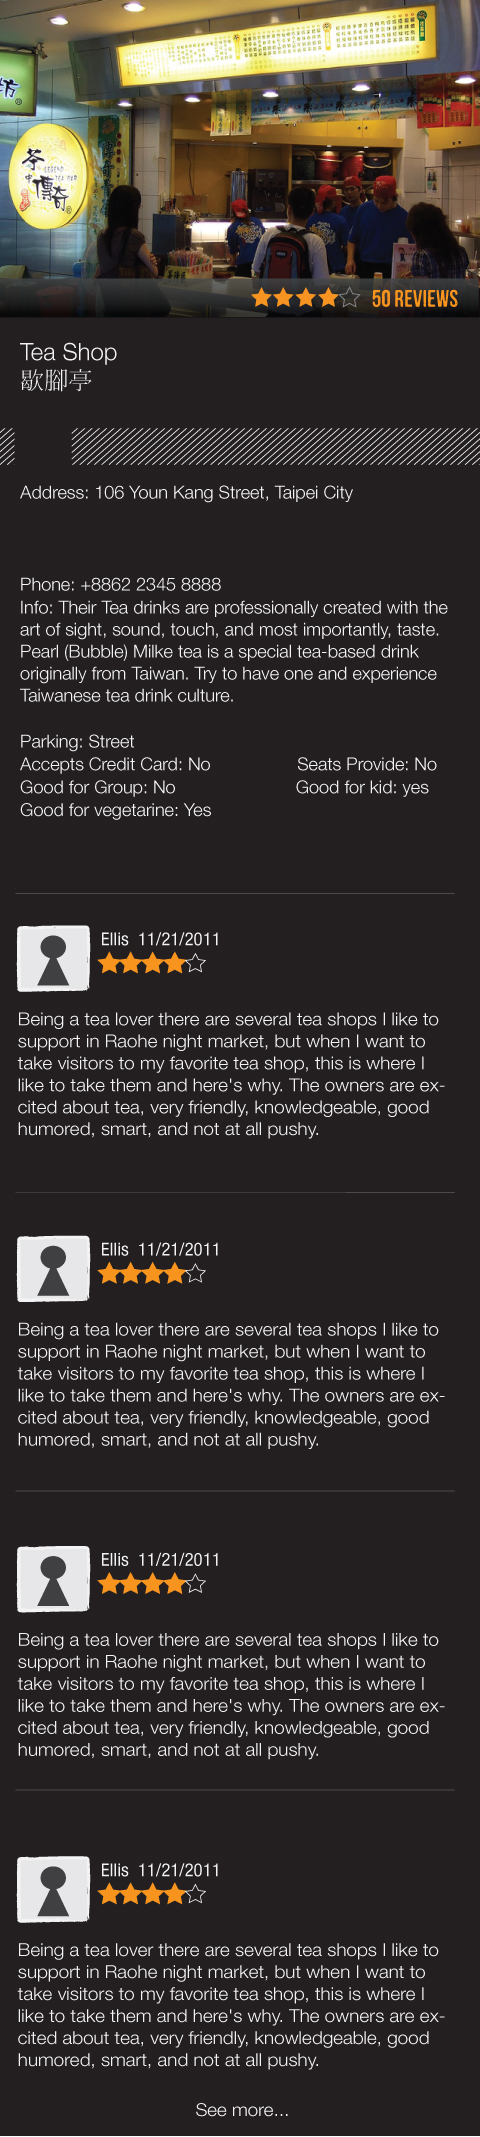 坊
茶
中
傳奇
LEGEND
TEA BAR
50 REVIEWS
Tea Shop
歇腳亭
Address: 106 Youn Kang Street, Taipei City
Phone: +8862 2345 8888
Info: Their Tea drinks are professionally created with the
art of sight, sound, touch, and most importantly, taste.
Pearl (Bubble) Milke tea is a special tea-based drink
originally from Taiwan. Try to have one and experience
Taiwanese tea drink culture.
Parking: Street
Accepts Credit Card: No Seats Provide: No
Good for Group: No Good for kid: yes
Good for vegetarine: Yes
Ellis 11/21/2011
Being a tea lover there are several tea shops I like to
support in Raohe night market, but when I want to
take visitors to my favorite tea shop, this is where I
like to take them and here's why. The owners are ex-
cited about tea, very friendly, knowledgeable, good
humored, smart, and not at all pushy.
Ellis 11/21/2011
Being a tea lover there are several tea shops I like to
support in Raohe night market, but when I want to
take visitors to my favorite tea shop, this is where I
like to take them and here's why. The owners are ex-
cited about tea, very friendly, knowledgeable, good
humored, smart, and not at all pushy.
Ellis 11/21/2011
Being a tea lover there are several tea shops I like to
support in Raohe night market, but when I want to
take visitors to my favorite tea shop, this is where I
like to take them and here's why. The owners are ex-
cited about tea, very friendly, knowledgeable, good
humored, smart, and not at all pushy.
Ellis 11/21/2011
Being a tea lover there are several tea shops I like to
support in Raohe night market, but when I want to
take visitors to my favorite tea shop, this is where I
like to take them and here's why. The owners are ex-
cited about tea, very friendly, knowledgeable, good
humored, smart, and not at all pushy.
See more...